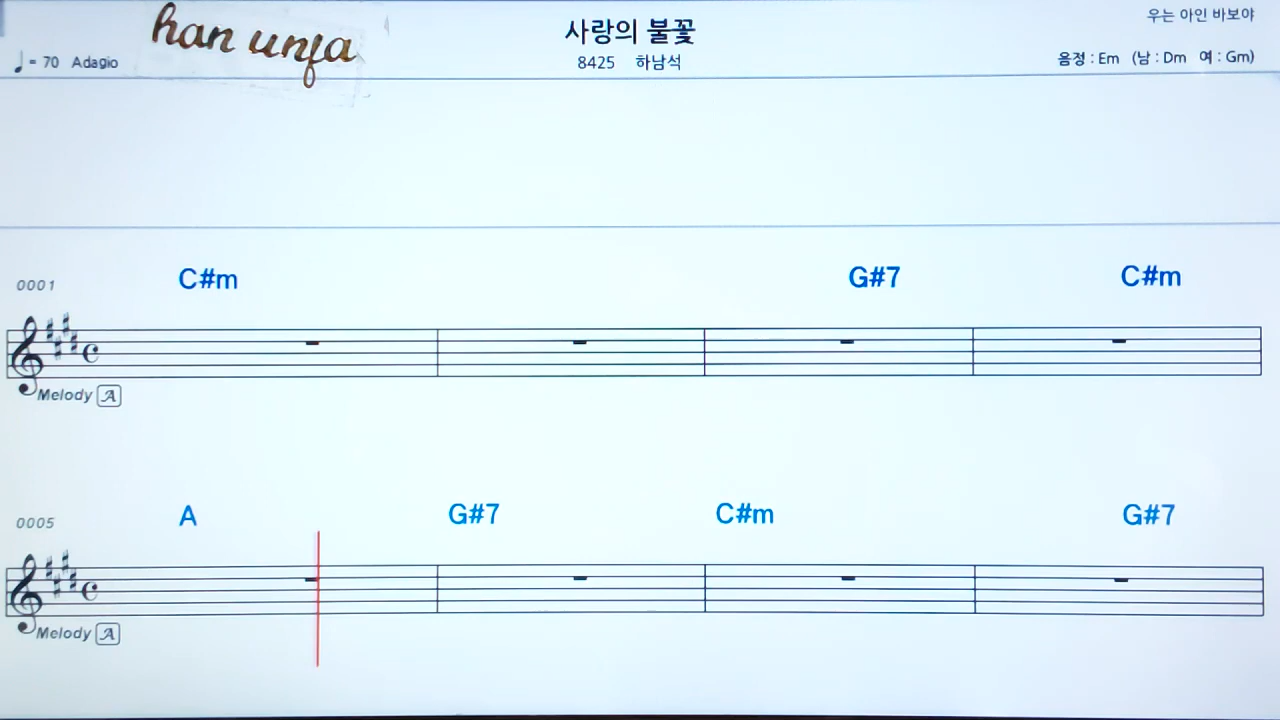 han unja
사랑의 불꽃
우는 아인 바보야
♩ = 70 Adagio
8425 하남석
음정 : Em (남 : Dm 여 : Gm)
0001 C#m G#7 C#m
Melody A
0005 A G#7 C#m G#7
Melody A